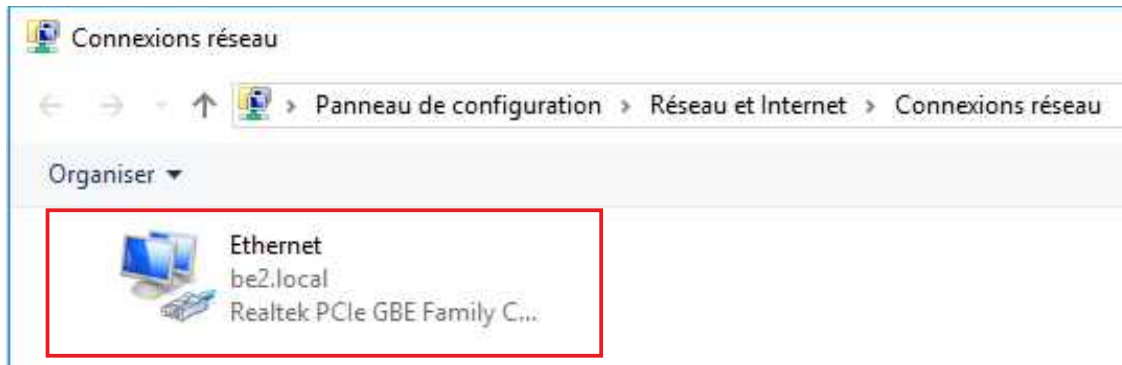 Connexions réseau
Panneau de configuration > Réseau et Internet > Connexions réseau
Organiser
Ethernet
be2.local
Realtek PCIe GBE Family C...